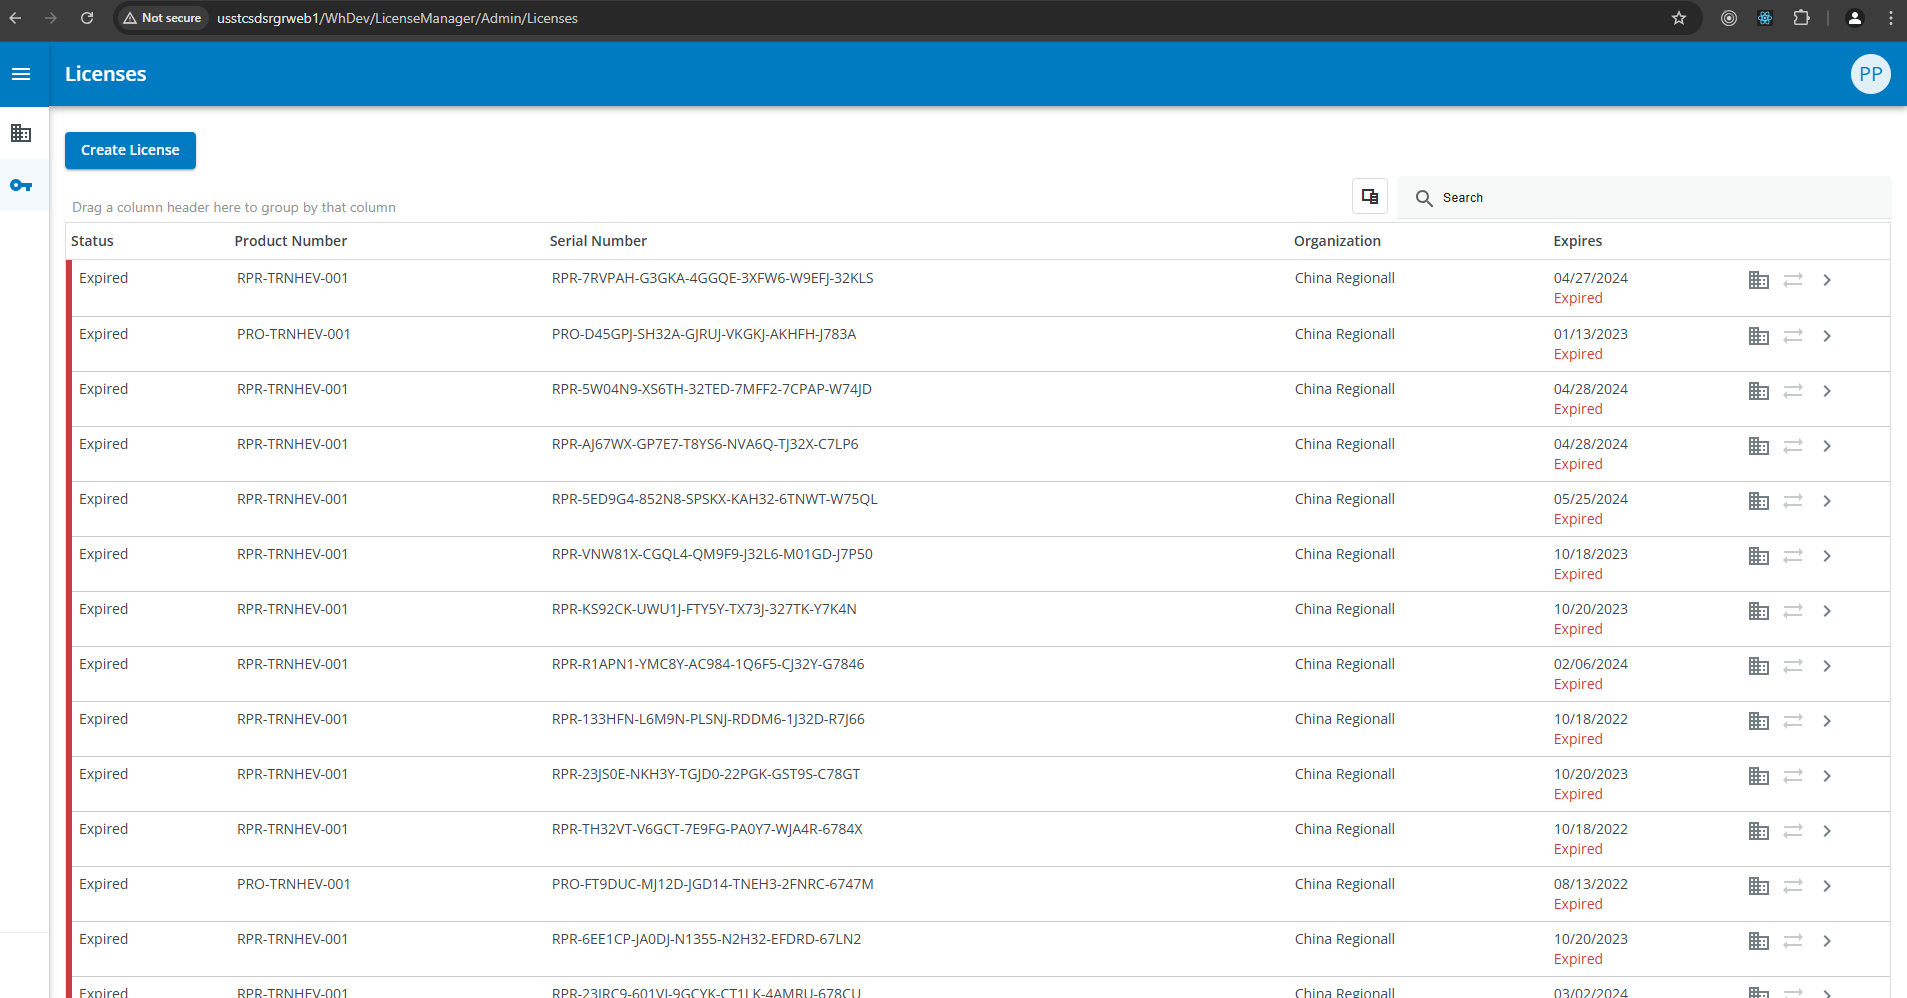 Not secure usstcsdsrgrweb1/WhDev/LicenseManager/Admin/Licenses
Licenses PP
Create License
Drag a column header here to group by that column Search
Status Product Number Serial Number Organization Expires
Expired RPR-TRNHEV-001 RPR-7RVPAH-G3GKA-4GGQE-3XFW6-W9EFJ-32KLS China Regionall 04/27/2024
Expired
Expired PRO-TRNHEV-001 PRO-D45GPJ-SH32A-GJRUJ-VKGKJ-AKHFH-J783A China Regionall 01/13/2023
Expired
Expired RPR-TRNHEV-001 RPR-5W04N9-XS6TH-32TED-7MFF2-7CPAP-W74JD China Regionall 04/28/2024
Expired
Expired RPR-TRNHEV-001 RPR-AJ67WX-GP7E7-T8YS6-NVA6Q-TJ32X-C7LP6 China Regionall 04/28/2024
Expired
Expired RPR-TRNHEV-001 RPR-5ED9G4-852N8-SPSKX-KAH32-6TNWT-W75QL China Regionall 05/25/2024
Expired
Expired RPR-TRNHEV-001 RPR-VNW81X-CGQL4-QM9F9-J32L6-M01GD-J7P50 China Regionall 10/18/2023
Expired
Expired RPR-TRNHEV-001 RPR-KS92CK-UWU1J-FTY5Y-TX73J-327TK-Y7K4N China Regionall 10/20/2023
Expired
Expired RPR-TRNHEV-001 RPR-R1APN1-YMC8Y-AC984-1Q6F5-CJ32Y-G7846 China Regionall 02/06/2024
Expired
Expired RPR-TRNHEV-001 RPR-133HFN-L6M9N-PLSNJ-RDDM6-1J32D-R7J66 China Regionall 10/18/2022
Expired
Expired RPR-TRNHEV-001 RPR-23JS0E-NKH3Y-TGJD0-22PGK-GST9S-C78GT China Regionall 10/20/2023
Expired
Expired RPR-TRNHEV-001 RPR-TH32VT-V6GCT-7E9FG-PA0Y7-WJA4R-6784X China Regionall 10/18/2022
Expired
Expired PRO-TRNHEV-001 PRO-FT9DUC-MJ12D-JGD14-TNEH3-2FNRC-6747M China Regionall 08/13/2022
Expired
Expired RPR-TRNHEV-001 RPR-6EE1CP-JA0DJ-N1355-N2H32-EFDRD-67LN2 China Regionall 10/20/2023
Expired
Expired RPR-TRNHEV-001 RPR-23JRC9-601VJ-9GCYK-CT1LK-4AMRU-678CU China Regionall 03/02/2024